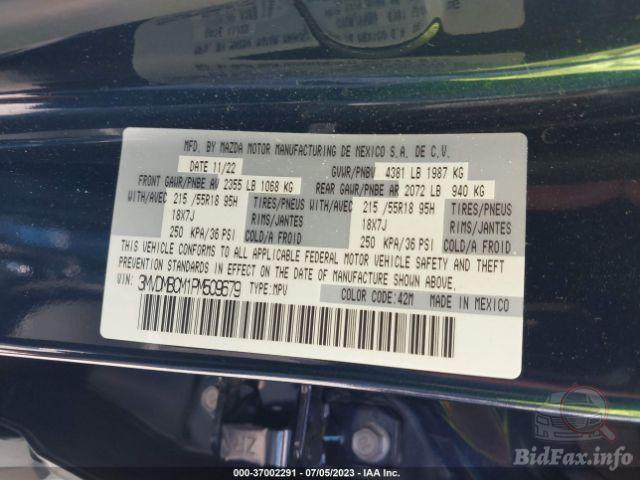 MFD. BY MAZDA MOTOR MANUFACTURING DE MEXICO S.A. DE C.V.
DATE 11/22 GVWR/PNBV 4381 LB 1987 KG
FRONT GAWR/PNBE AV 2355 LB 1068 KG REAR GAWR/PNBE AR 2072 LB 940 KG
WITH/AVEC 215 /55R18 95H TIRES/PNEUS WITH/AVEC 215 /55R18 95H TIRES/PNEUS
18X7J RIMS/JANTES 18X7J RIMS/JANTES
250 KPA/36 PSI COLD/A FROID 250 KPA/36 PSI COLD/A FROID
THIS VEHICLE CONFORMS TO ALL APPLICABLE FEDERAL MOTOR VEHICLE SAFETY AND THEFT
PREVENTION STANDARDS IN EFFECT ON THE DATE OF MANUFACTURE SHOWN ABOVE.
VIN: 3MVDMBCM1PM509679 TYPE: MPV COLOR CODE:42M MADE IN MEXICO
000-37002291 - 07/05/2023 - IAA Inc.
BidFax.info